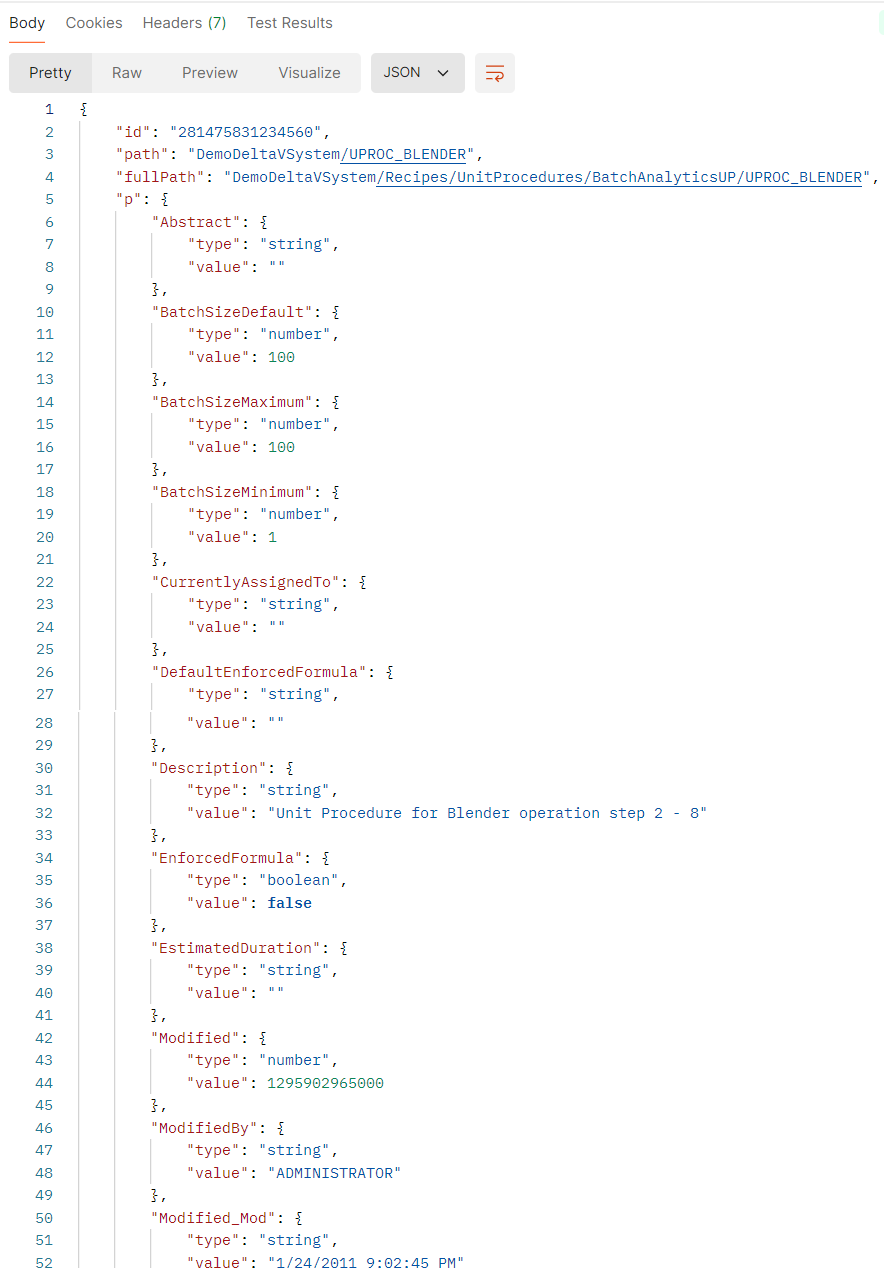 Body Cookies Headers (7) Test Results
Pretty Raw Preview Visualize JSON
1 {
2 "id": "281475831234560",
3 "path": "DemoDeltaVSystem/UPROC_BLENDER",
4 "fullPath": "DemoDeltaVSystem/Recipes/UnitProcedures/BatchAnalyticsUP/UPROC_BLENDER",
5 "p": {
6 "Abstract": {
7 "type": "string",
8 "value": ""
9 },
10 "BatchSizeDefault": {
11 "type": "number",
12 "value": 100
13 },
14 "BatchSizeMaximum": {
15 "type": "number",
16 "value": 100
17 },
18 "BatchSizeMinimum": {
19 "type": "number",
20 "value": 1
21 },
22 "CurrentlyAssignedTo": {
23 "type": "string",
24 "value": ""
25 },
26 "DefaultEnforcedFormula": {
27 "type": "string",
28 "value": ""
29 },
30 "Description": {
31 "type": "string",
32 "value": "Unit Procedure for Blender operation step 2 - 8"
33 },
34 "EnforcedFormula": {
35 "type": "boolean",
36 "value": false
37 },
38 "EstimatedDuration": {
39 "type": "string",
40 "value": ""
41 },
42 "Modified": {
43 "type": "number",
44 "value": 1295902965000
45 },
46 "ModifiedBy": {
47 "type": "string",
48 "value": "ADMINISTRATOR"
49 },
50 "Modified_Mod": {
51 "type": "string",
52 "value": "1/24/2011 9:02:45 PM"